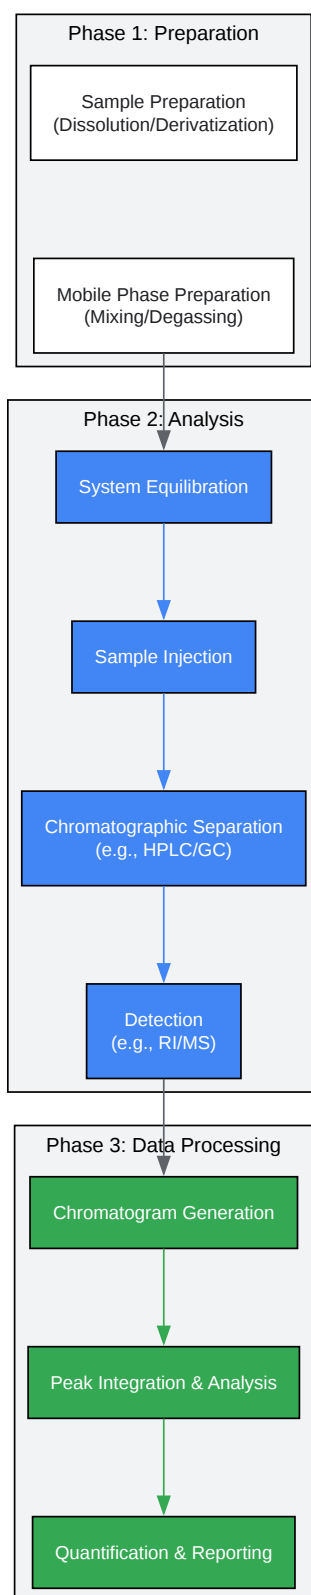 Phase 1: Preparation
Sample Preparation
(Dissolution/Derivatization)
Mobile Phase Preparation
(Mixing/Degassing)
Phase 2: Analysis
System Equilibration
Sample Injection
Chromatographic Separation
(e.g., HPLC/GC)
Detection
(e.g., RI/MS)
Phase 3: Data Processing
Chromatogram Generation
Peak Integration & Analysis
Quantification & Reporting